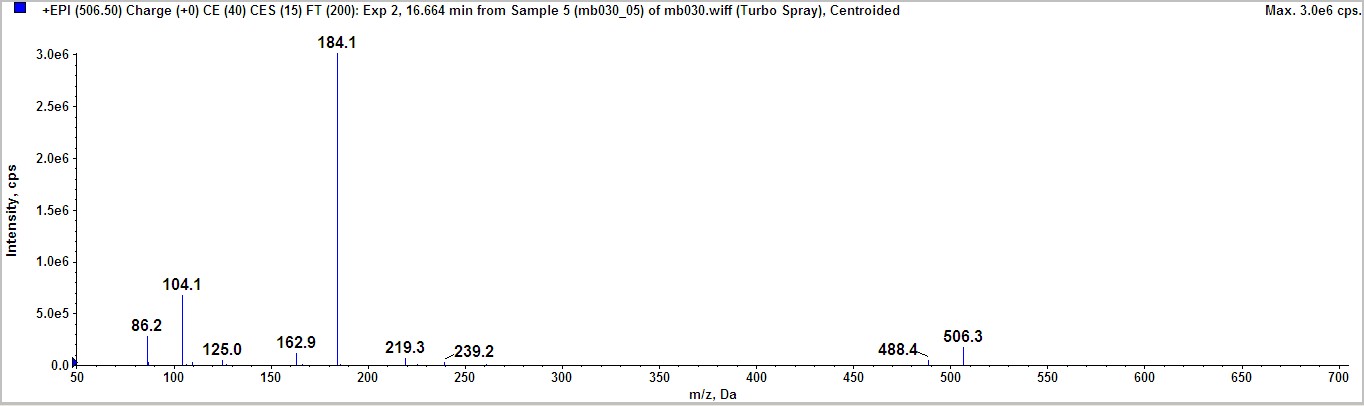 +EPI (506.50) Charge (+0) CE (40) CES (15) FT (200): Exp 2, 16.664 min from Sample 5 (mb030_05) of mb030.wiff (Turbo Spray), Centroided Max. 3.0e6 cps.
184.1
3.0e6
2.5e6
2.0e6
1.5e6
1.0e6
5.0e5
0.0
Intensity, cps
104.1
86.2
125.0
162.9
219.3
239.2
488.4
506.3
50 100 150 200 250 300 350 400 450 500 550 600 650 700
m/z, Da